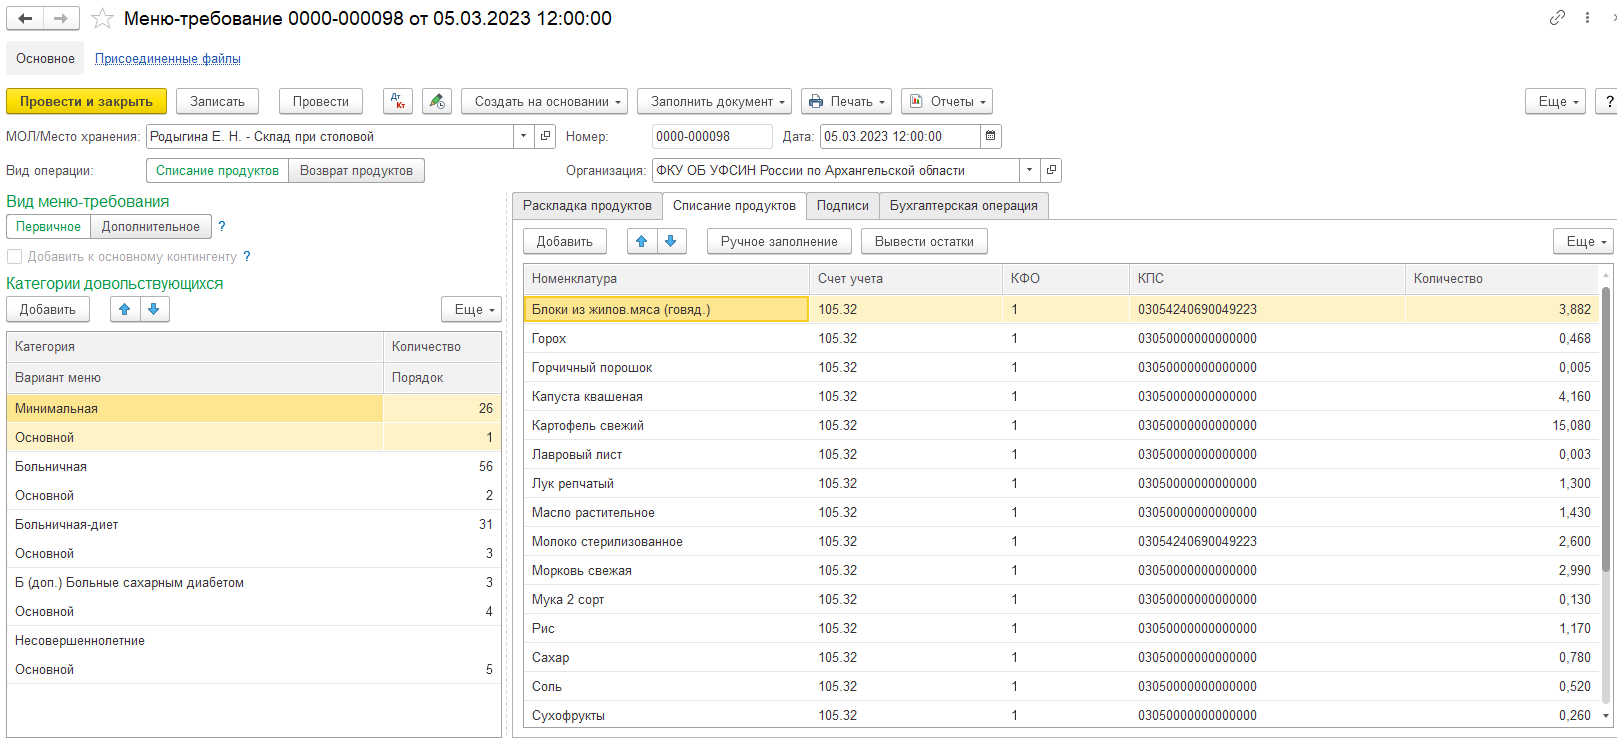 Меню-требование 0000-000098 от 05.03.2023 12:00:00
Основное Присоединенные файлы
Провести и закрыть Записать Провести Дт Кт Создать на основании Заполнить документ Печать Отчеты Еще ?
МОЛ/Место хранения: Родыгина Е. Н. - Склад при столовой Номер: 0000-000098 Дата: 05.03.2023 12:00:00
Вид операции: Списание продуктов Возврат продуктов Организация: ФКУ ОБ УФСИН России по Архангельской области
Вид меню-требования
Первичное Дополнительное ?
Добавить к основному контингенту ?
Категории довольствующихся
Добавить Еще
Категория Количество
Вариант меню Порядок
Минимальная 26
Основной 1
Больничная 56
Основной 2
Больничная-диет 31
Основной 3
Б (доп.) Больные сахарным диабетом 3
Основной 4
Несовершеннолетние
Основной 5
Раскладка продуктов Списание продуктов Подписи Бухгалтерская операция
Добавить Ручное заполнение Вывести остатки Еще
Номенклатура Счет учета КФО КПС Количество
Блоки из жилов.мяса (говяд.) 105.32 1 03054240690049223 3,882
Горох 105.32 1 03050000000000000 0,468
Горчичный порошок 105.32 1 03050000000000000 0,005
Капуста квашеная 105.32 1 03050000000000000 4,160
Картофель свежий 105.32 1 03050000000000000 15,080
Лавровый лист 105.32 1 03050000000000000 0,003
Лук репчатый 105.32 1 03050000000000000 1,300
Масло растительное 105.32 1 03050000000000000 1,430
Молоко стерилизованное 105.32 1 03054240690049223 2,600
Морковь свежая 105.32 1 03050000000000000 2,990
Мука 2 сорт 105.32 1 03050000000000000 0,130
Рис 105.32 1 03050000000000000 1,170
Сахар 105.32 1 03050000000000000 0,780
Соль 105.32 1 03050000000000000 0,520
Сухофрукты 105.32 1 03050000000000000 0,260